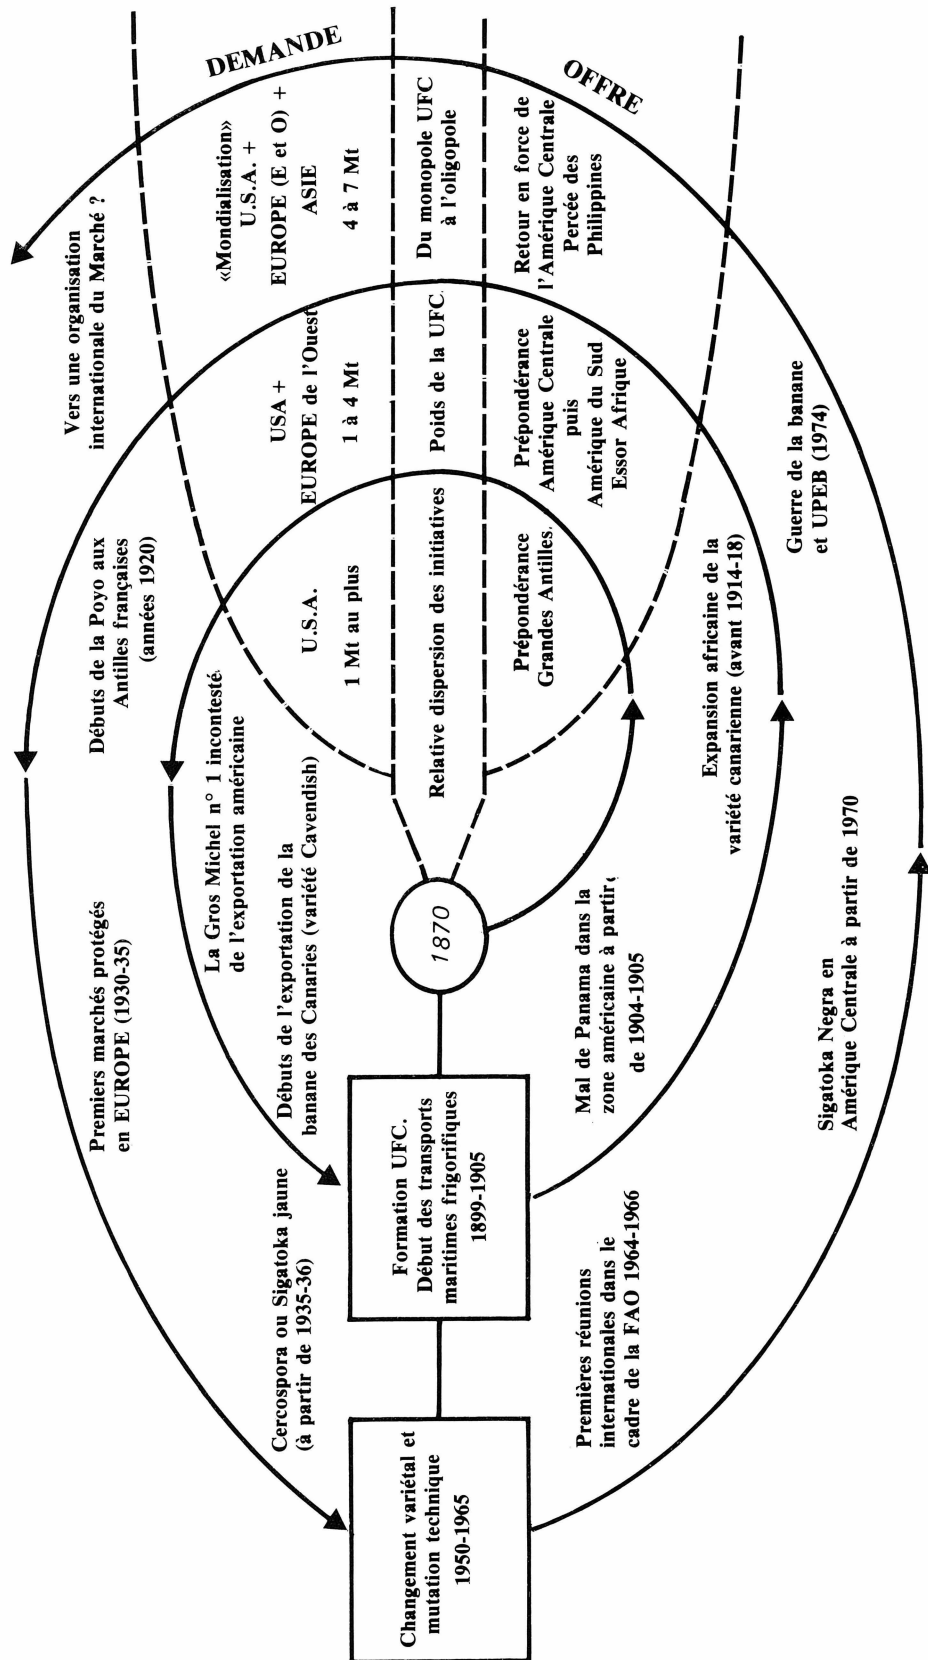 Vers une organisation
internationale du Marché ?
DEMANDE
«Mondialisation»
U.S.A. +
EUROPE (E et O) +
ASIE
4 à 7 Mt
Du monopole UFC
à l'oligopole
OFFRE
Retour en force de
l'Amérique Centrale
Percée des
Philippines
USA +
EUROPE de l'Ouest
1 à 4 Mt
Poids de la UFC.
Prépondérance
Amérique Centrale
puis
Amérique du Sud
Essor Afrique
Guerre de la banane
et UPEB (1974)
Débuts de la Poyo aux
Antilles françaises
(années 1920)
U.S.A.
1 Mt au plus
Relative dispersion des initiatives
Prépondérance
Grandes Antilles.
Expansion africaine de la
variété canarienne (avant 1914-18)
La Gros Michel n° 1 incontesté
de l'exportation américaine
Premiers marchés protégés
en EUROPE (1930-35)
Débuts de l'exportation de la
banane des Canaries (variété Cavendish)
1870
Mal de Panama dans la
zone américaine à partir
de 1904-1905
Sigatoka Negra en
Amérique Centrale à partir de 1970
Cercospora ou Sigatoka jaune
(à partir de 1935-36)
Formation UFC.
Début des transports
maritimes frigorifiques
1899-1905
Premières réunions
internationales dans le
cadre de la FAO 1964-1966
Changement variétal et
mutation technique
1950-1965